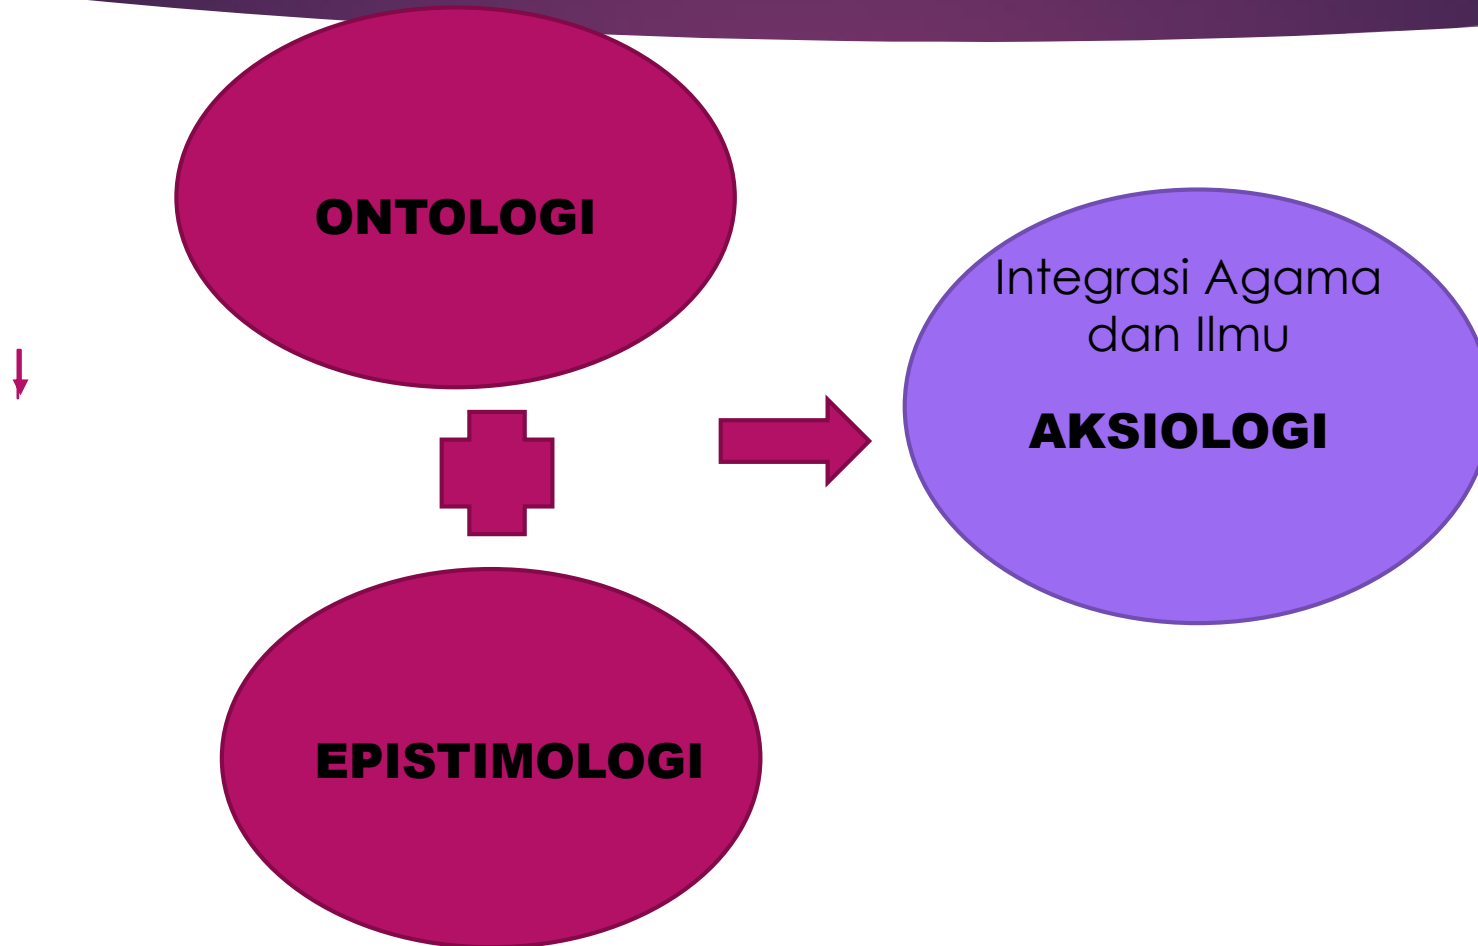 ONTOLOGI
Integrasi Agama
dan Ilmu
AKSIOLOGI
EPISTIMOLOGI